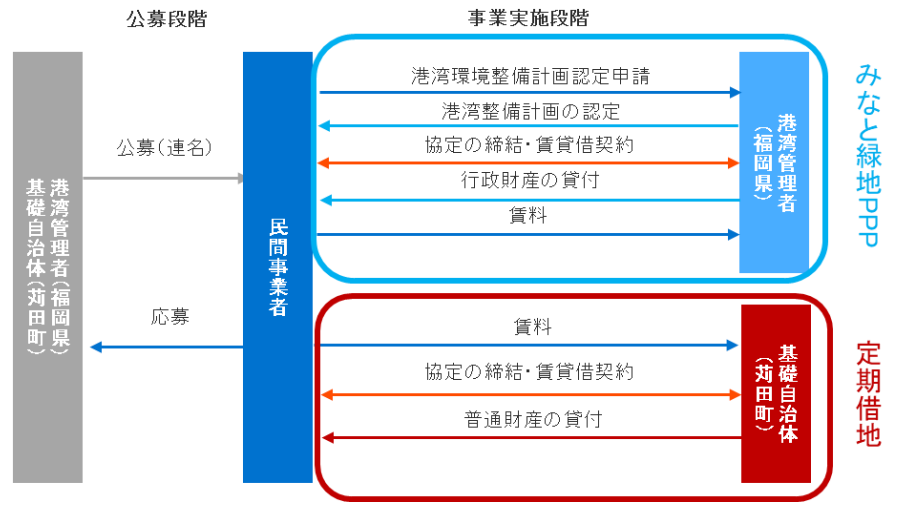 公募段階
事業実施段階
港湾管理者(福岡県)
基礎自治体(苅田町)
公募(連名)
応募
民間事業者
港湾環境整備計画認定申請
港湾整備計画の認定
協定の締結・賃貸借契約
行政財産の貸付
賃料
港湾管理者
(福岡県)
みなと緑地PPP
賃料
協定の締結・賃貸借契約
普通財産の貸付
基礎自治体
(苅田町)
定期借地